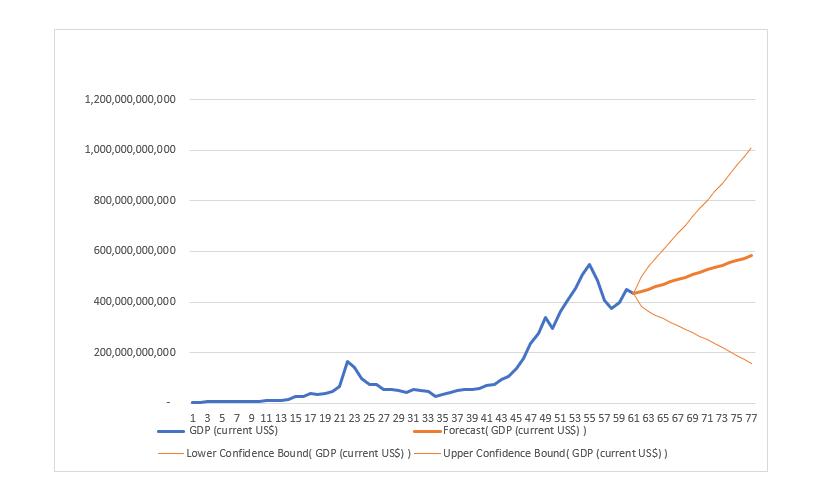 1,200,000,000,000
1,000,000,000,000
800,000,000,000
600,000,000,000
400,000,000,000
200,000,000,000
-
1 3 5 7 9 11 13 15 17 19 21 23 25 27 29 31 33 35 37 39 41 43 45 47 49 51 53 55 57 59 61 63 65 67 69 71 73 75 77
GDP (current US$) Forecast( GDP (current US$) )
Lower Confidence Bound( GDP (current US$) ) Upper Confidence Bound( GDP (current US$) )